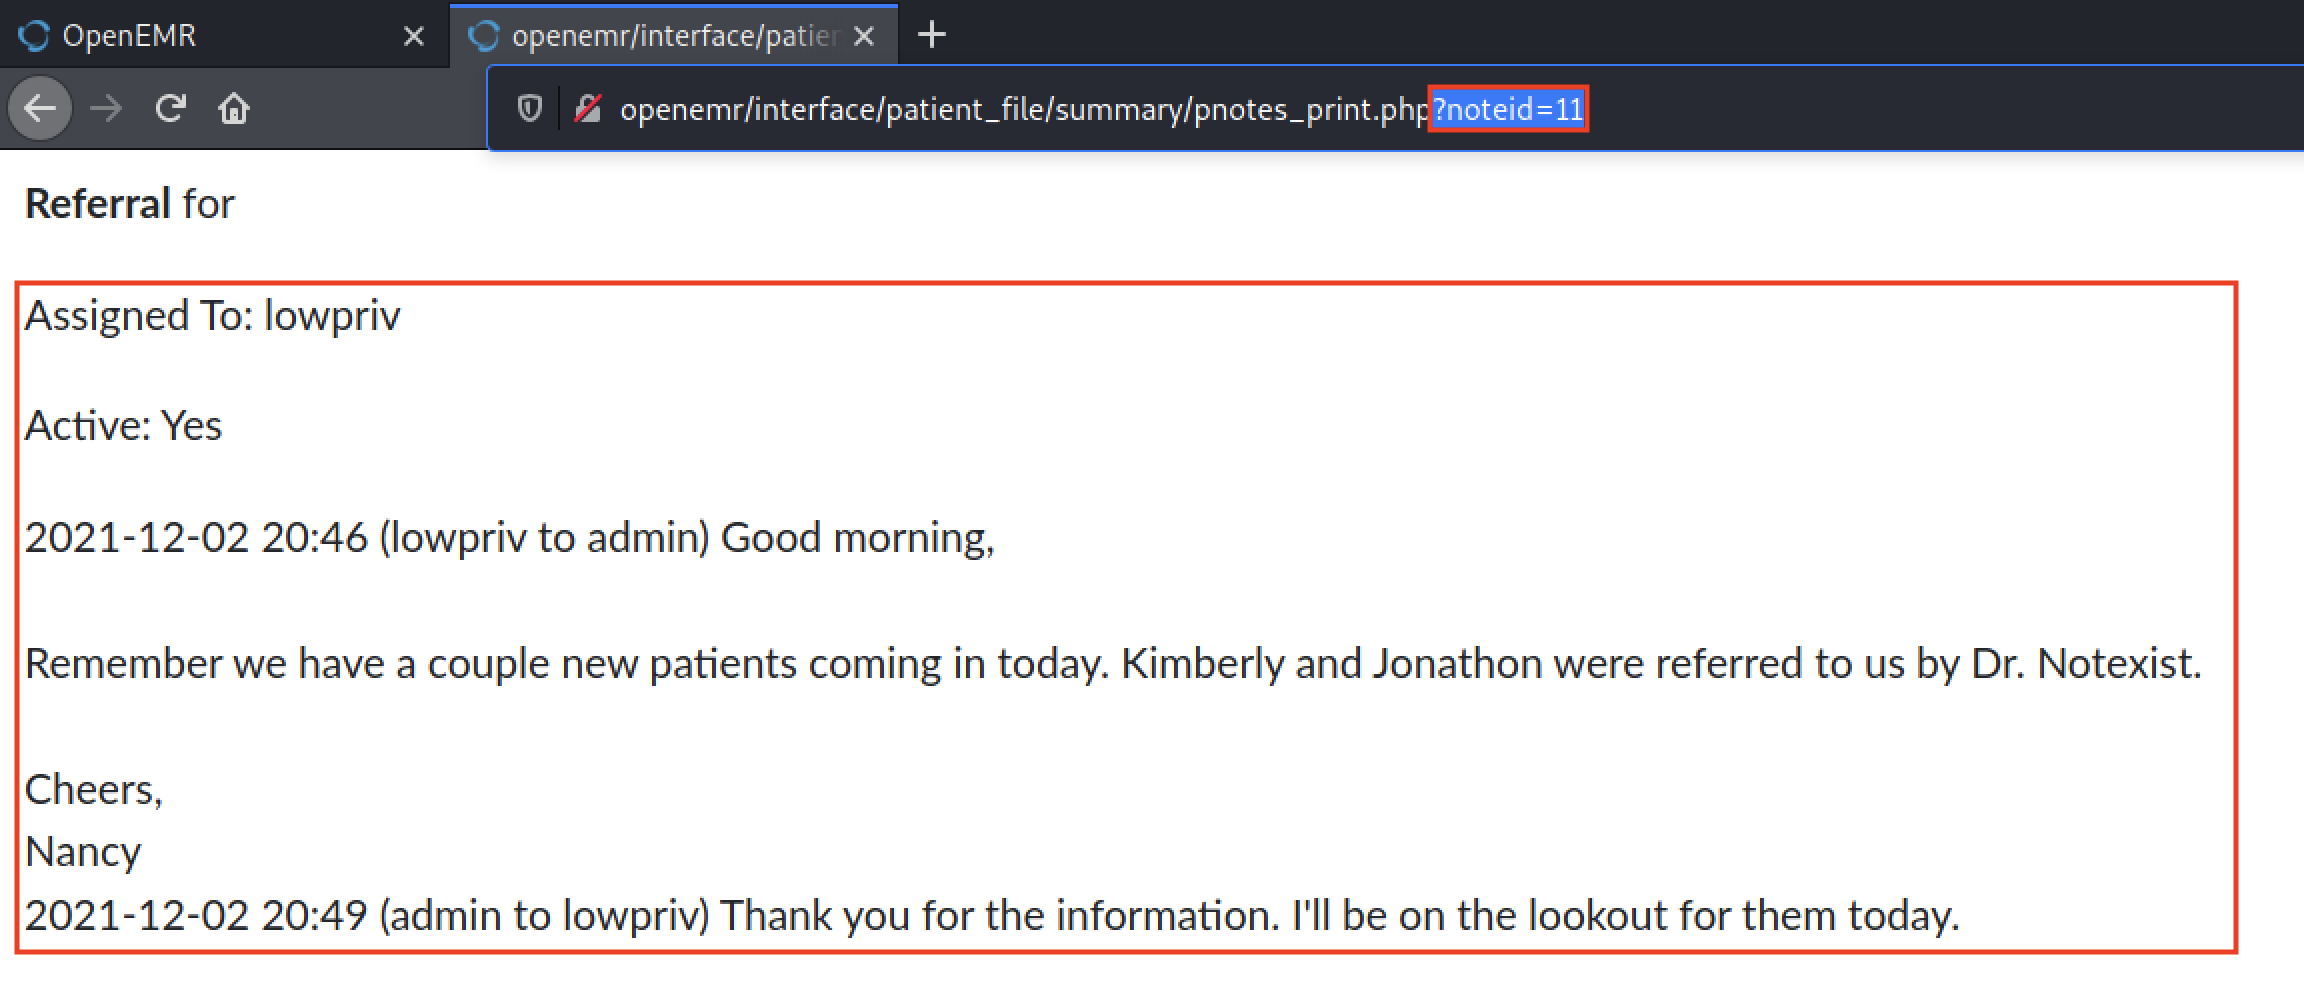 OpenEMR
openemr/interface/patier
openemr/interface/patient_file/summary/pnotes_print.php?noteid=11
Referral for
Assigned To: lowpriv
Active: Yes
2021-12-02 20:46 (lowpriv to admin) Good morning,
Remember we have a couple new patients coming in today. Kimberly and Jonathon were referred to us by Dr. Notexist.
Cheers,
Nancy
2021-12-02 20:49 (admin to lowpriv) Thank you for the information. I'll be on the lookout for them today.